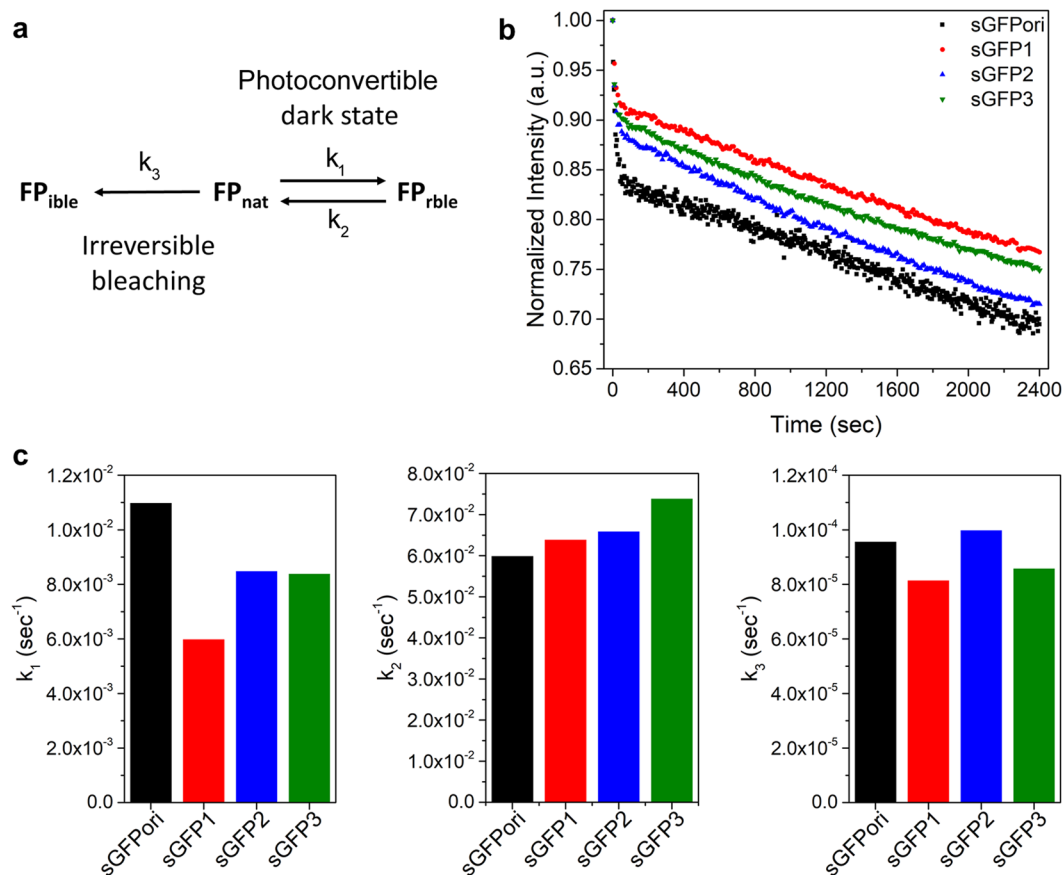 a
Photoconvertible
dark state
k3
k1
FPible
FPnat
FPrble
k2
Irreversible
bleaching
b
1.00
0.95
0.90
0.85
0.80
0.75
0.70
0.65
Normalized Intensity (a.u.)
sGFPori
sGFP1
sGFP2
sGFP3
0 400 800 1200 1600 2000 2400
Time (sec)
c
1.2x10-2
1.0x10-2
8.0x10-3
6.0x10-3
4.0x10-3
2.0x10-3
0.0
k1 (sec-1)
sGFPori sGFP1 sGFP2 sGFP3
8.0x10-2
7.0x10-2
6.0x10-2
5.0x10-2
4.0x10-2
3.0x10-2
2.0x10-2
1.0x10-2
0.0
k2 (sec-1)
sGFPori sGFP1 sGFP2 sGFP3
1.2x10-4
1.0x10-4
8.0x10-5
6.0x10-5
4.0x10-5
2.0x10-5
0.0
k3 (sec-1)
sGFPori sGFP1 sGFP2 sGFP3